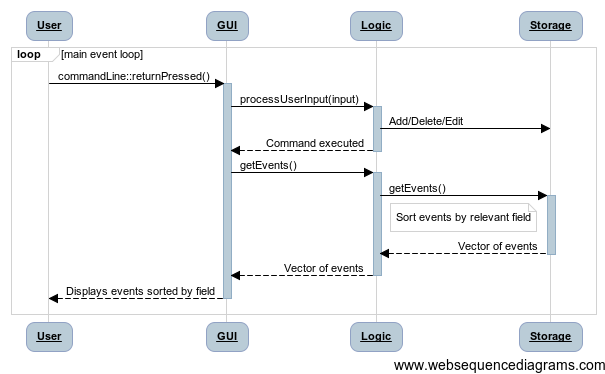 User GUI Logic Storage
loop [main event loop]
commandLine::returnPressed()
processUserInput(input)
Add/Delete/Edit
Command executed
getEvents()
getEvents()
Sort events by relevant field
Vector of events
Vector of events
Displays events sorted by field
User GUI Logic Storage
www.websequencediagrams.com